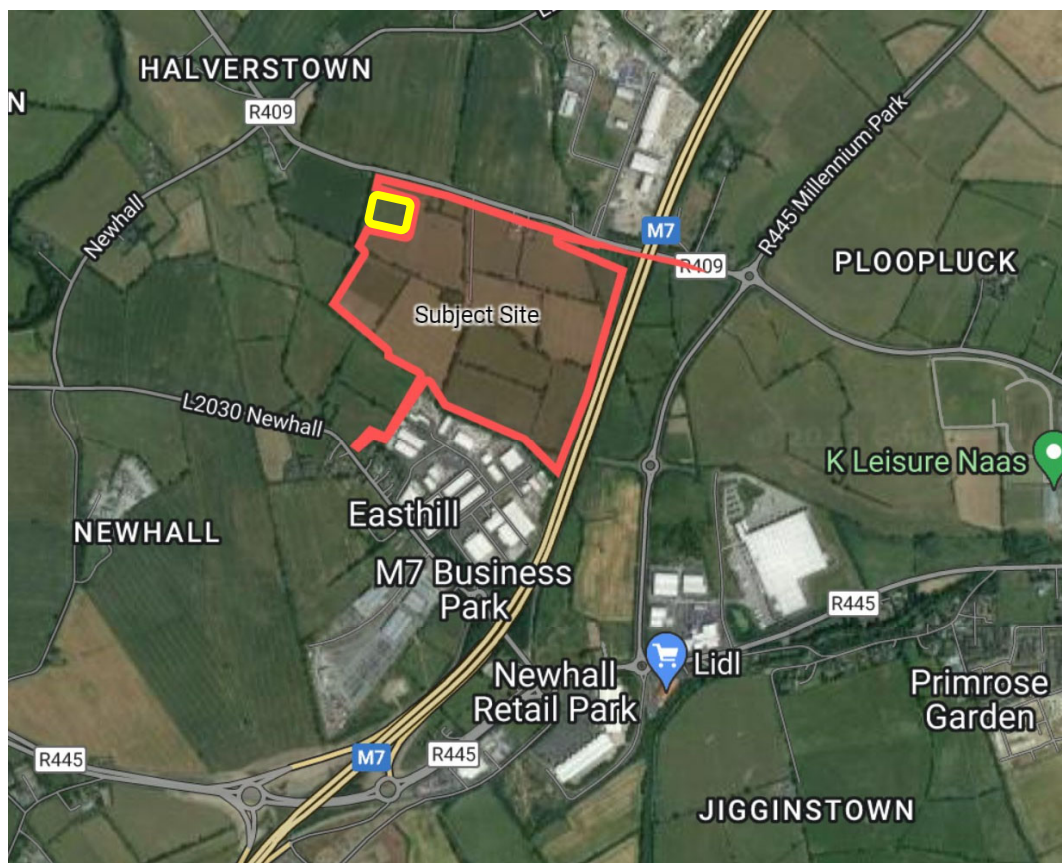 HALVERSTOWN
N
R409
R445 Millennium Park
Newhall
M7
R409
PLOOPLUCK
Subject Site
L2030 Newhall
K Leisure Naas
Easthill
NEWHALL
M7 Business
Park
R445
Newhall
Retail Park
Lidl
Primrose
Garden
R445
M7
R445
JIGGINSTOWN